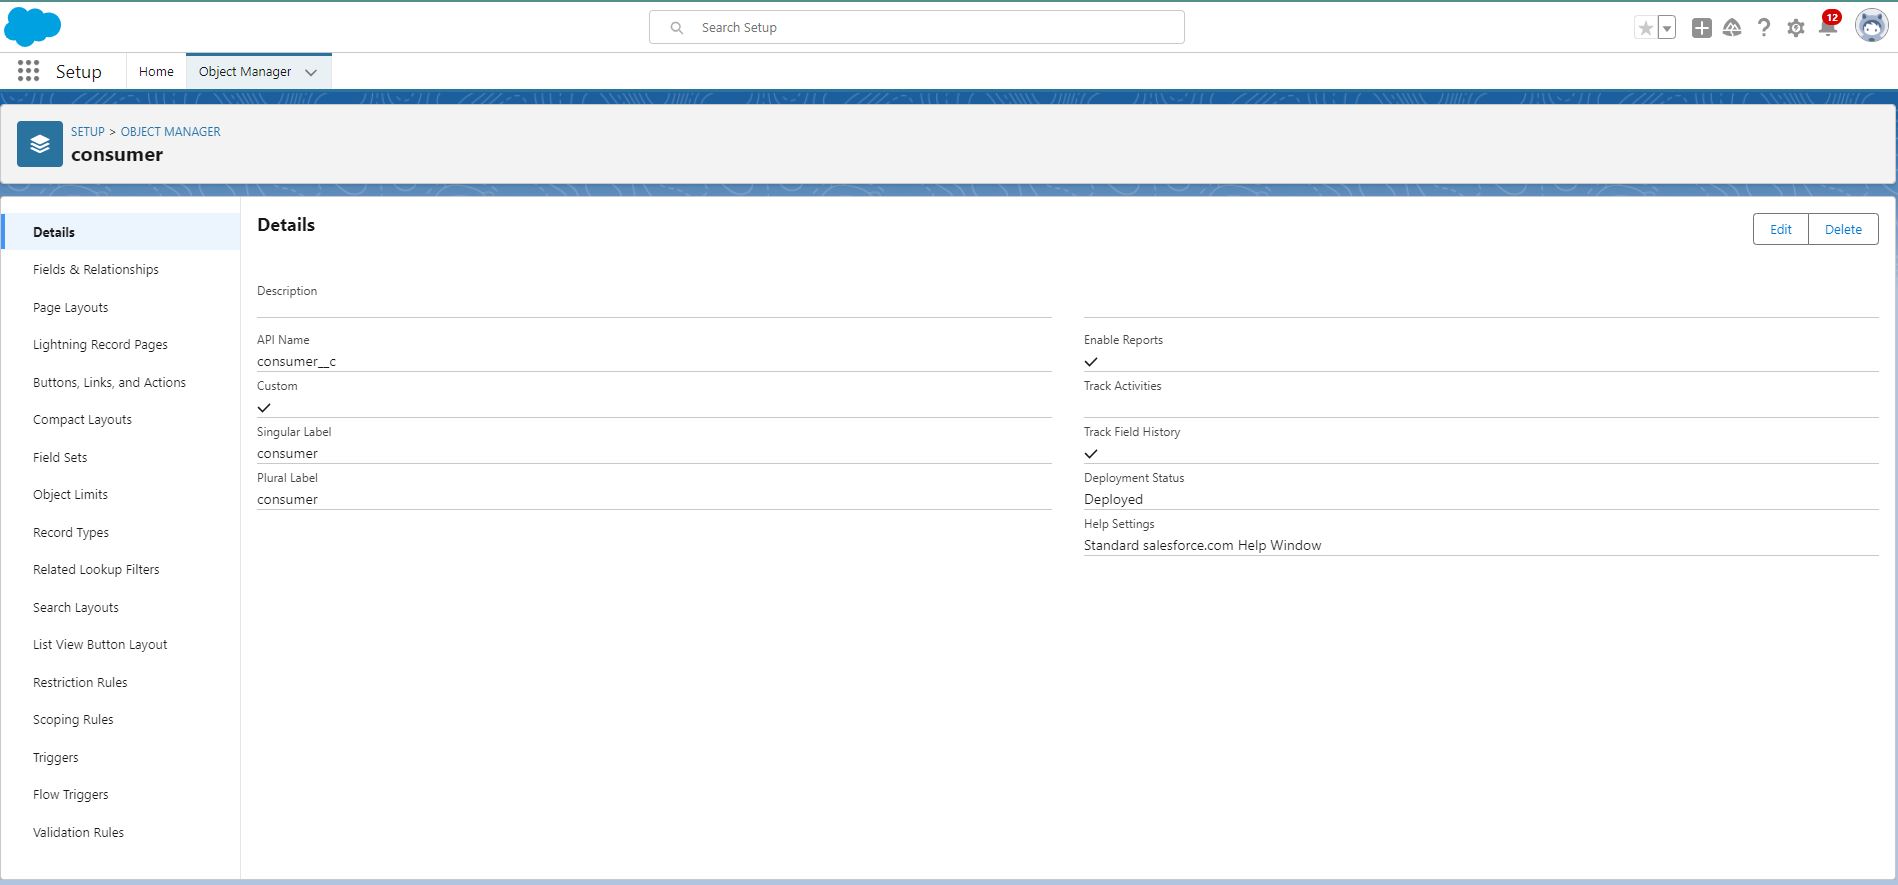 Search Setup
12
Setup
Home
Object Manager
SETUP > OBJECT MANAGER
consumer
Details
Fields & Relationships
Page Layouts
Lightning Record Pages
Buttons, Links, and Actions
Compact Layouts
Field Sets
Object Limits
Record Types
Related Lookup Filters
Search Layouts
List View Button Layout
Restriction Rules
Scoping Rules
Triggers
Flow Triggers
Validation Rules
Details
Edit
Delete
Description
API Name
consumer__c
Custom
Singular Label
consumer
Plural Label
consumer
Enable Reports
Track Activities
Track Field History
Deployment Status
Deployed
Help Settings
Standard salesforce.com Help Window